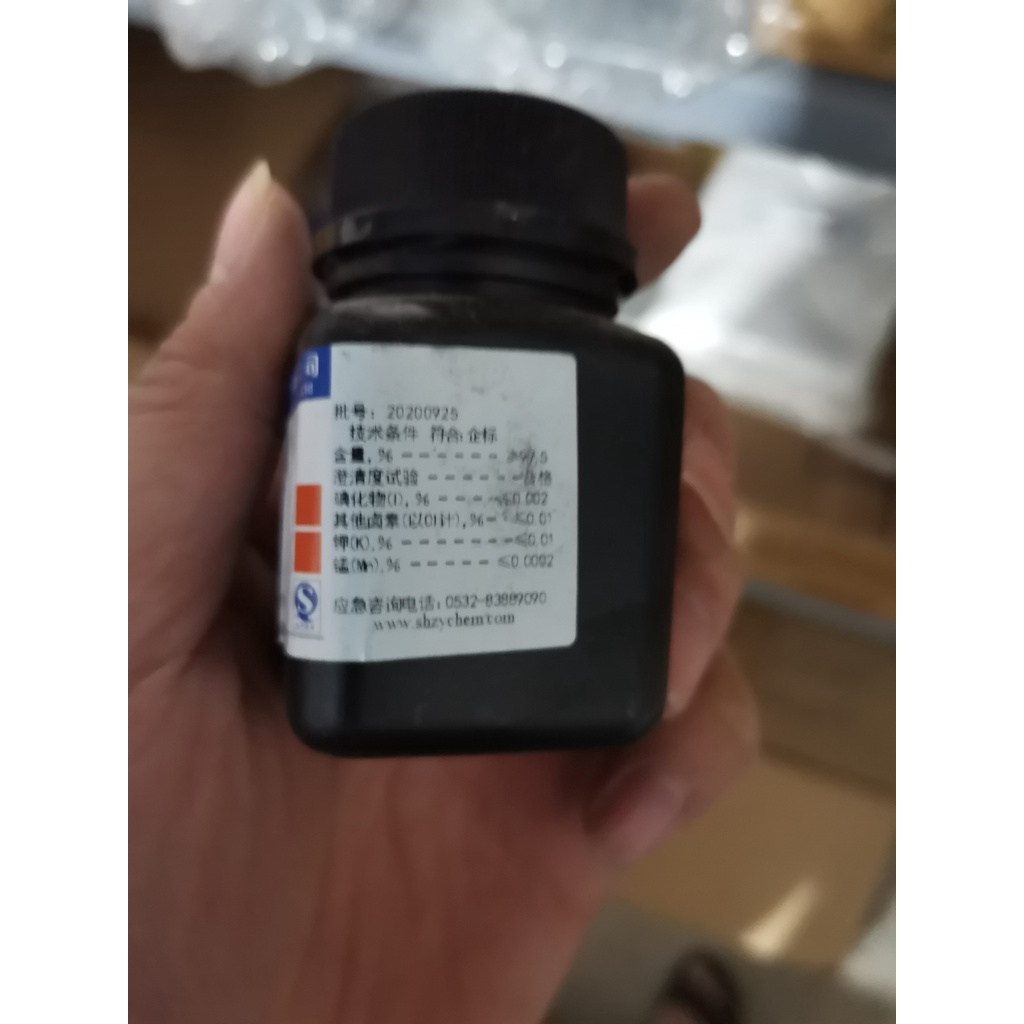 司
批号：20200925
技术条件 符合企标
含量，% －－－－－－ ≥99.5
澄清度试验 －－－－－ 合格
碘化物(I)，% －－－－ ≤0.002
其他卤素(以Cl计)，%－ ≤0.01
钾(K)，% －－－－－－－≤0.01
锰(Mn)，% －－－－－ ≤0.0002
应急咨询电话：0532-83889090
www.shzychem.com